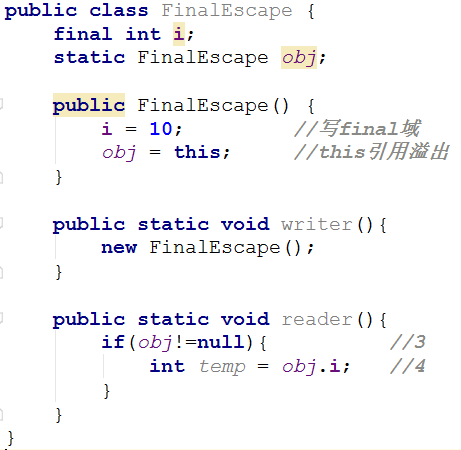 public class FinalEscape {
    final int i;
    static FinalEscape obj;
    public FinalEscape() {
        i = 10;              //写final域
        obj = this;      //this引用溢出
    }
    public static void writer(){
        new FinalEscape();
    }
    public static void reader(){
        if(obj!=null){              //3
            int temp = obj.i;   //4
        }
    }
}